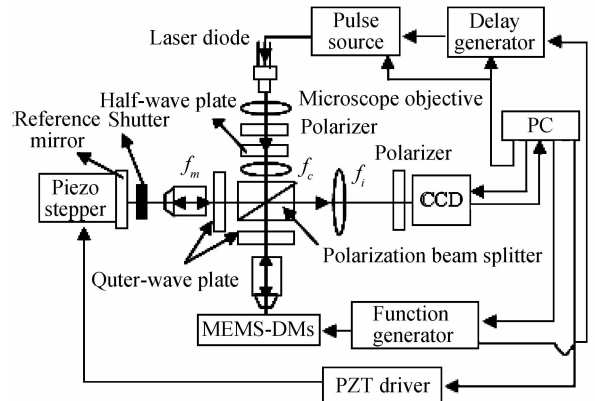 Laser diode
Pulse
source
Delay
generator
Half-wave plate
Microscope objective
Polarizer
PC
Reference
mirror
Shutter
Polarizer
f_m
f_c
f_i
Piezo
stepper
CCD
Polarization beam splitter
Quter-wave plate
MEMS-DMs
Function
generator
PZT driver